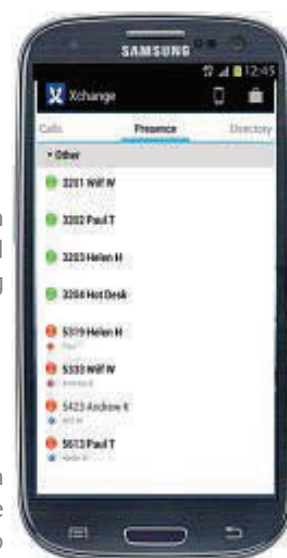 SAMSUNG
12:45
Xchange
Calls Presence Directory
Other
3201 Wilf W
3202 Paul T
3203 Helen H
3204 Hot Desk
5319 Helen H
5333 Wilf W
5423 Andrew K
5613 Paul T